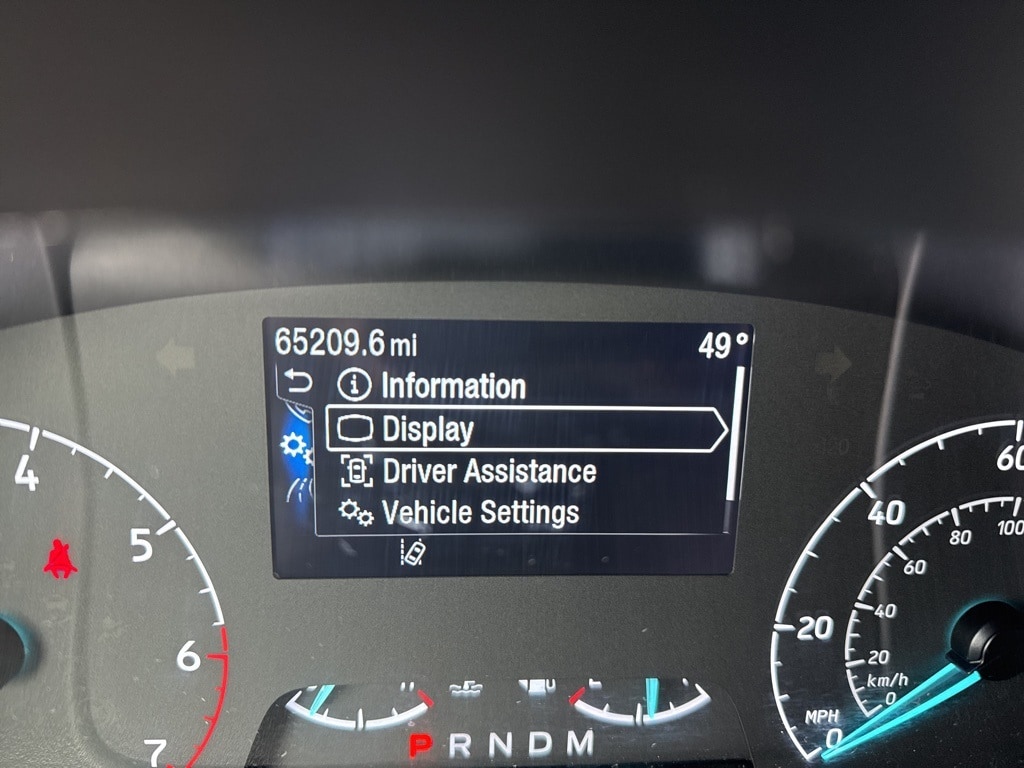 65209.6 mi 49°
Information
Display
Driver Assistance
Vehicle Settings
4
5
6
7
60
40
20
0
MPH
100
80
60
40
20
0
km/h
P R N D M